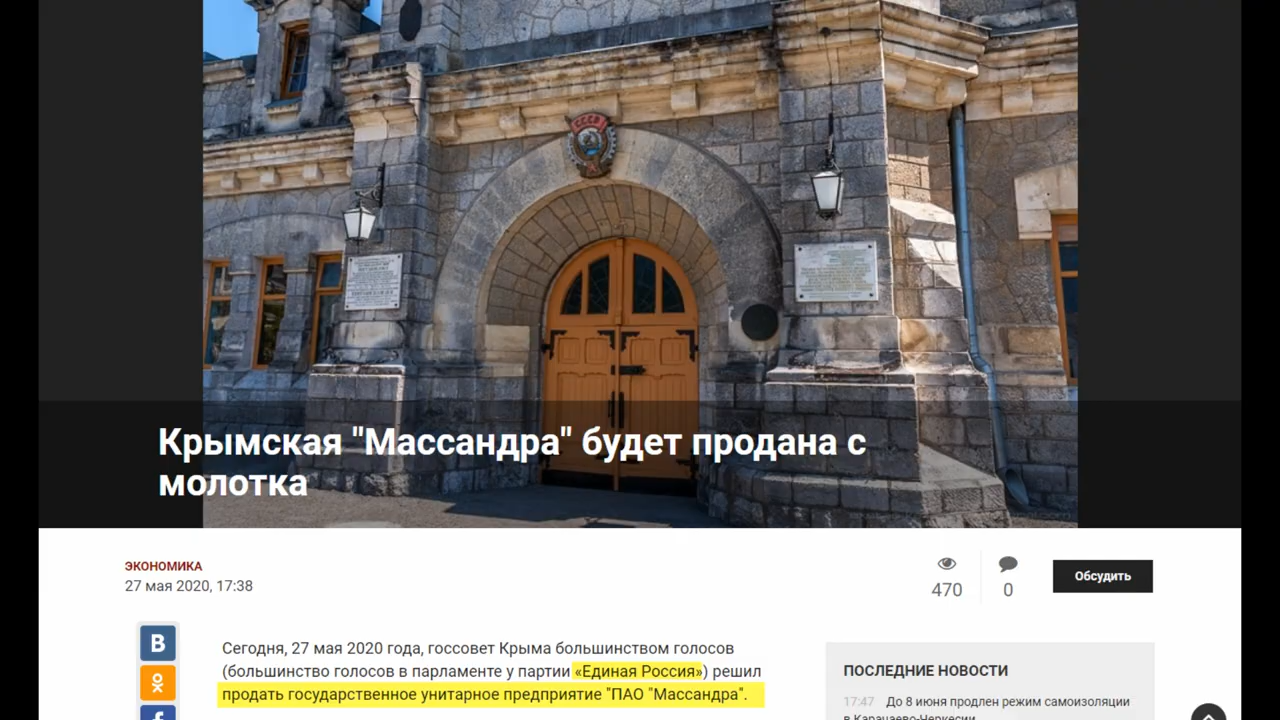 СССР
Крымская "Массандра" будет продана с
молотка
ЭКОНОМИКА
27 мая 2020, 17:38
470
0
Обсудить
Сегодня, 27 мая 2020 года, госсовет Крыма большинством голосов
(большинство голосов в парламенте у партии «Единая Россия») решил
продать государственное унитарное предприятие "ПАО "Массандра".
ПОСЛЕДНИЕ НОВОСТИ
17:47 До 8 июня продлен режим самоизоляции
в Карачаево-Черкесии